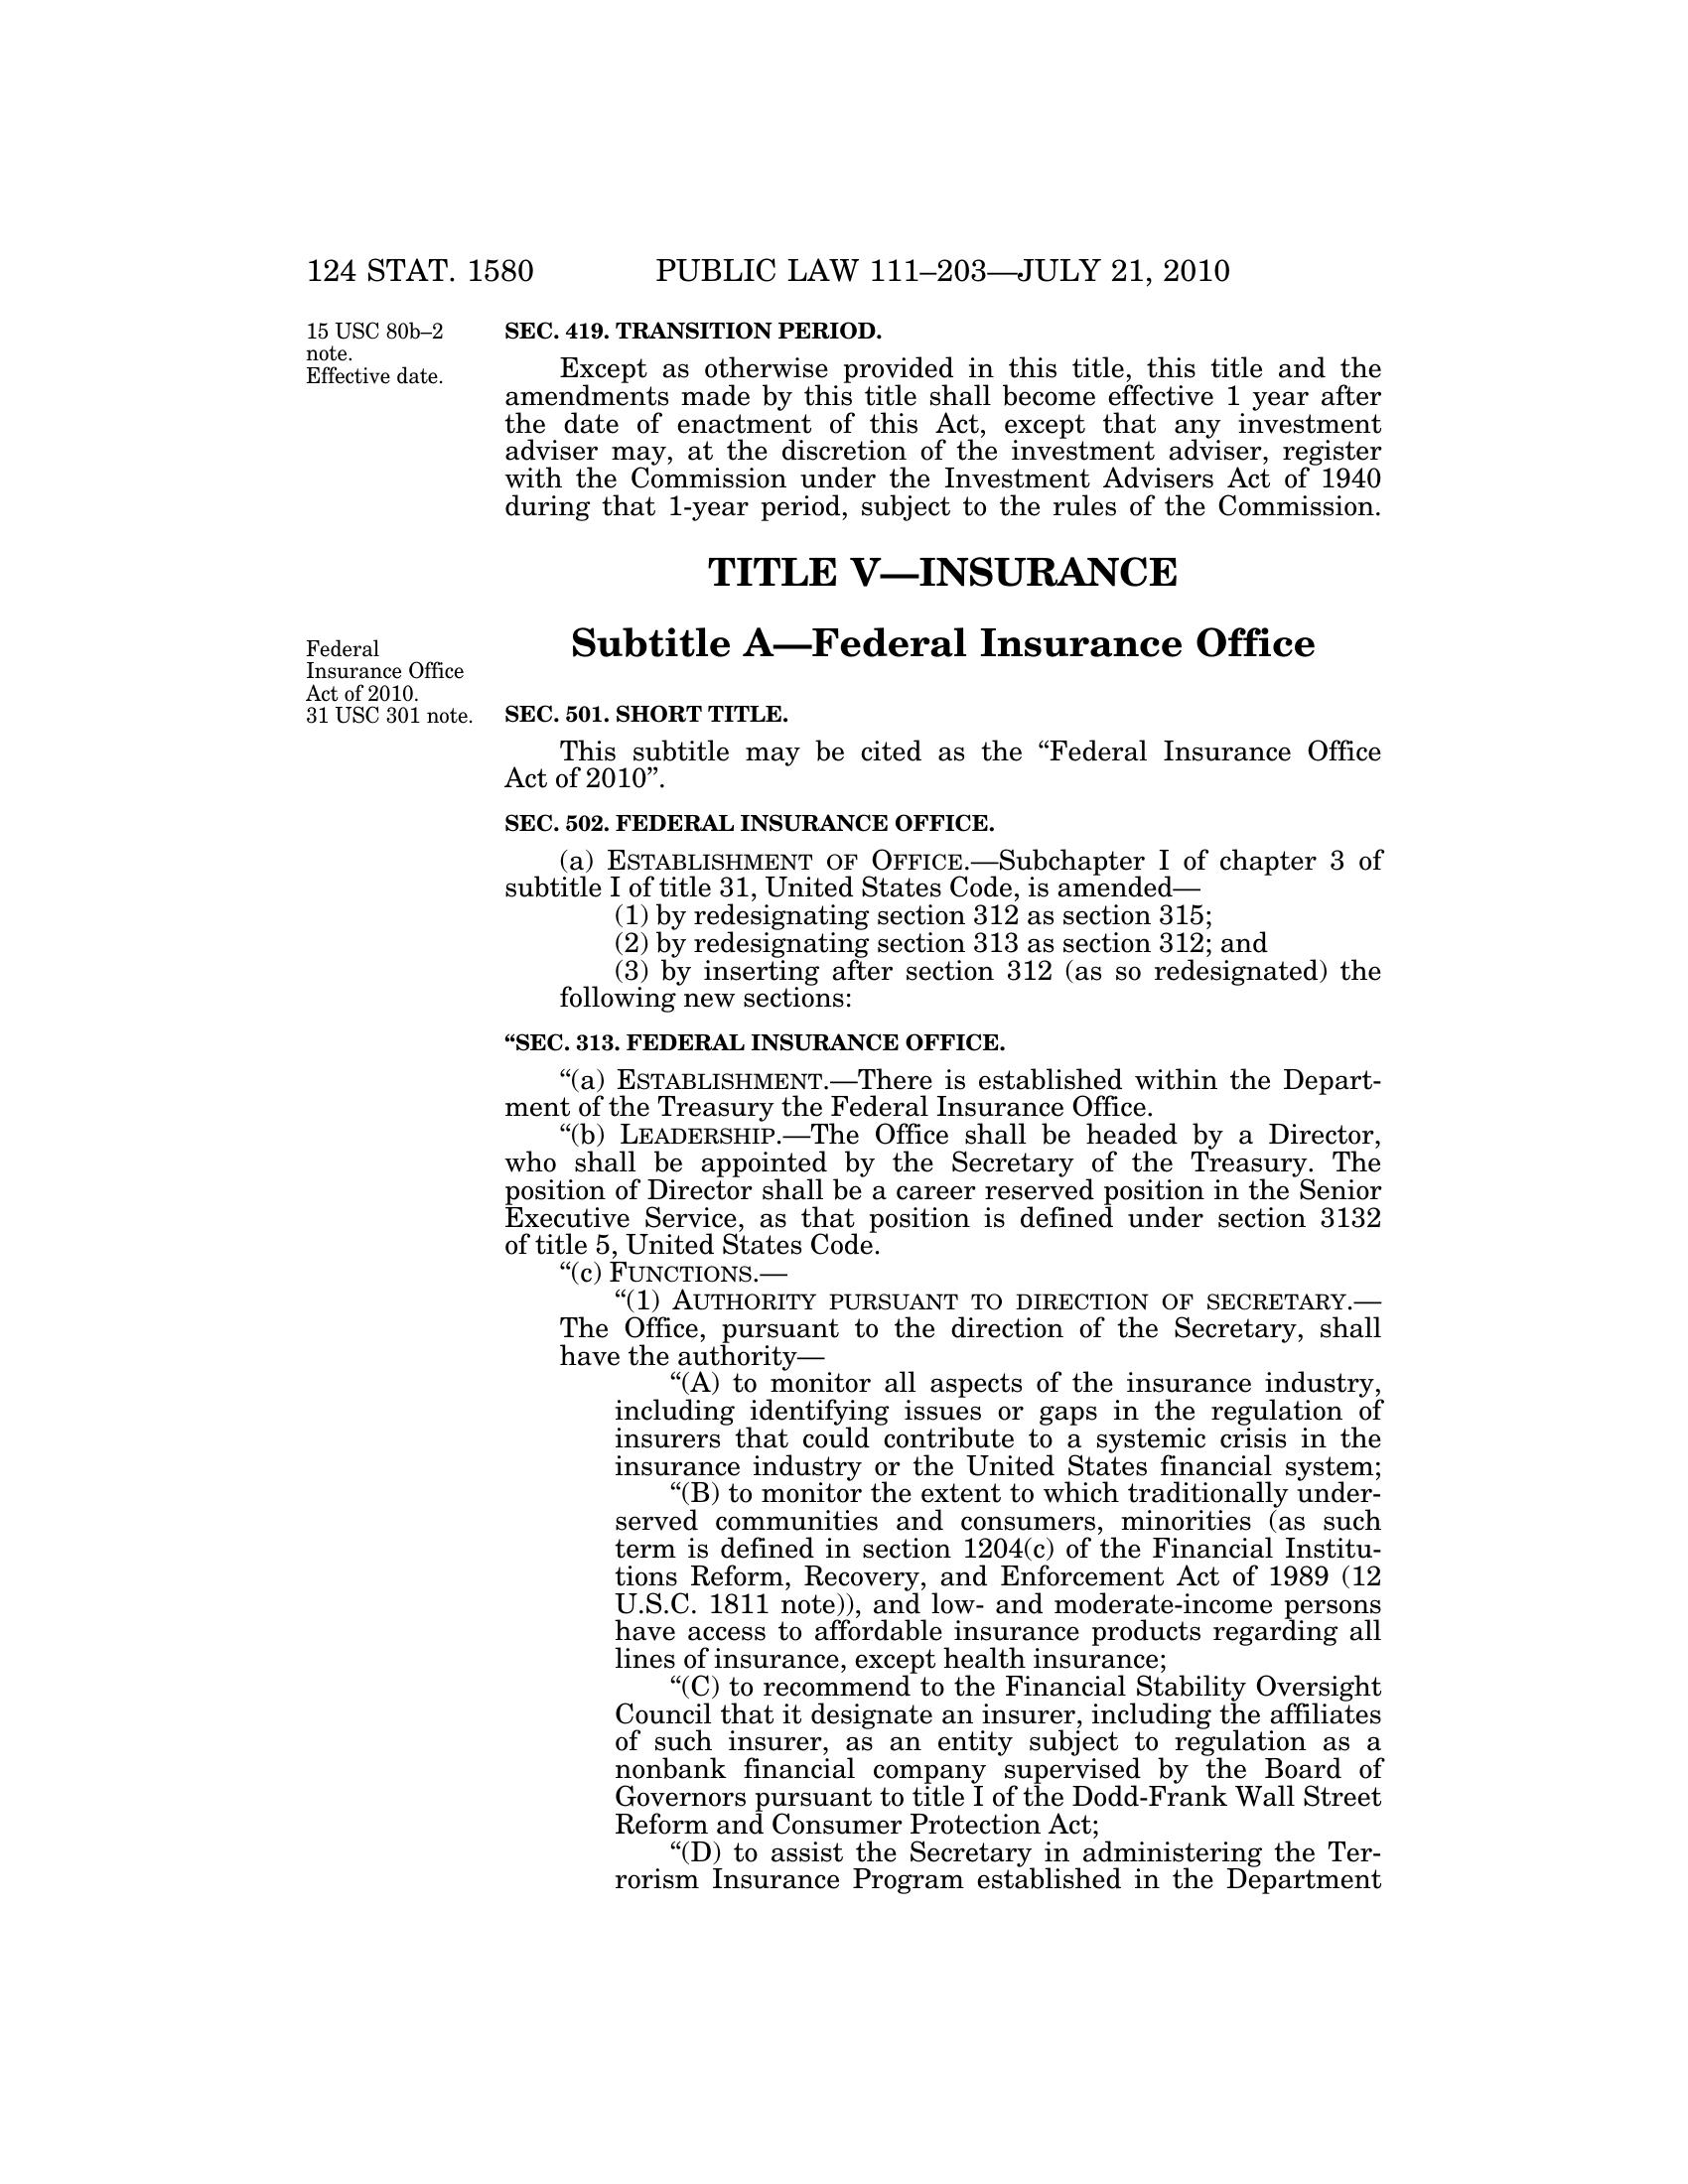 124 STAT. 1580
PUBLIC LAW 111–203—JULY 21, 2010
15 USC 80b–2
note.
Effective date.
SEC. 419. TRANSITION PERIOD.
Except as otherwise provided in this title, this title and the
amendments made by this title shall become effective 1 year after
the date of enactment of this Act, except that any investment
adviser may, at the discretion of the investment adviser, register
with the Commission under the Investment Advisers Act of 1940
during that 1-year period, subject to the rules of the Commission.
TITLE V—INSURANCE
Subtitle A—Federal Insurance Office
Federal
Insurance Office
Act of 2010.
31 USC 301 note.
SEC. 501. SHORT TITLE.
This subtitle may be cited as the “Federal Insurance Office
Act of 2010”.
SEC. 502. FEDERAL INSURANCE OFFICE.
(a) ESTABLISHMENT OF OFFICE.—Subchapter I of chapter 3 of
subtitle I of title 31, United States Code, is amended—
(1) by redesignating section 312 as section 315;
(2) by redesignating section 313 as section 312; and
(3) by inserting after section 312 (as so redesignated) the
following new sections:
“SEC. 313. FEDERAL INSURANCE OFFICE.
“(a) ESTABLISHMENT.—There is established within the Depart-
ment of the Treasury the Federal Insurance Office.
“(b) LEADERSHIP.—The Office shall be headed by a Director,
who shall be appointed by the Secretary of the Treasury. The
position of Director shall be a career reserved position in the Senior
Executive Service, as that position is defined under section 3132
of title 5, United States Code.
“(c) FUNCTIONS.—
“(1) AUTHORITY PURSUANT TO DIRECTION OF SECRETARY.—
The Office, pursuant to the direction of the Secretary, shall
have the authority—
“(A) to monitor all aspects of the insurance industry,
including identifying issues or gaps in the regulation of
insurers that could contribute to a systemic crisis in the
insurance industry or the United States financial system;
“(B) to monitor the extent to which traditionally under-
served communities and consumers, minorities (as such
term is defined in section 1204(c) of the Financial Institu-
tions Reform, Recovery, and Enforcement Act of 1989 (12
U.S.C. 1811 note)), and low- and moderate-income persons
have access to affordable insurance products regarding all
lines of insurance, except health insurance;
“(C) to recommend to the Financial Stability Oversight
Council that it designate an insurer, including the affiliates
of such insurer, as an entity subject to regulation as a
nonbank financial company supervised by the Board of
Governors pursuant to title I of the Dodd-Frank Wall Street
Reform and Consumer Protection Act;
“(D) to assist the Secretary in administering the Ter-
rorism Insurance Program established in the Department